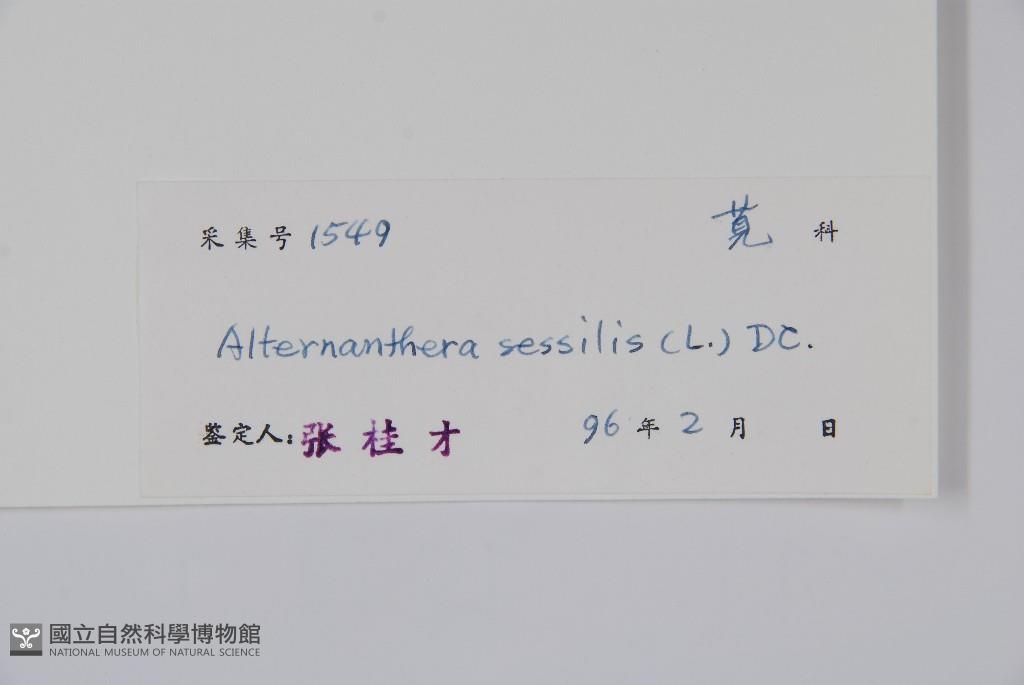 采集号 1549 苋 科
Alternanthera sessilis (L.) DC.
鉴定人: 张桂才 96 年 2 月 日
國立自然科學博物館
NATIONAL MUSEUM OF NATURAL SCIENCE